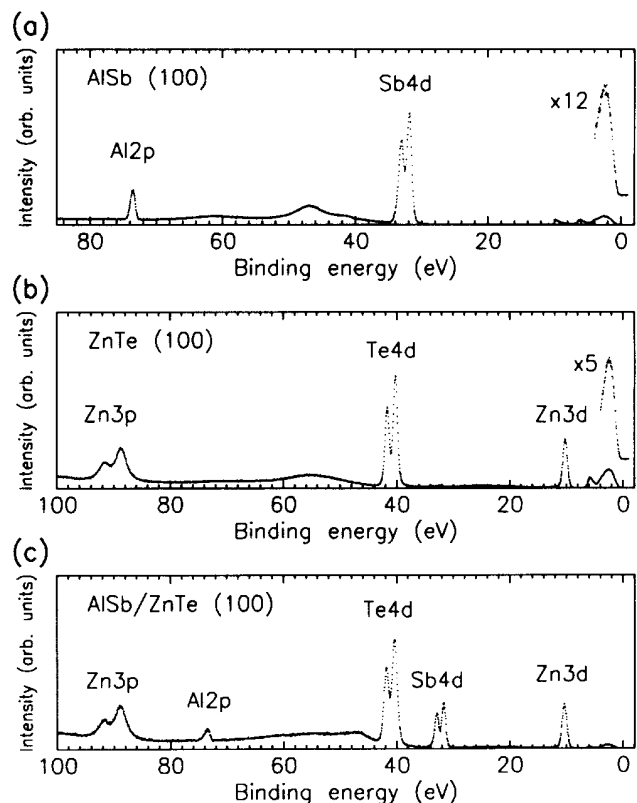 (a)
AlSb (100)
Sb4d
x12
Al2p
intensity (arb. units)
80 60 40 20 0
Binding energy (eV)
(b)
ZnTe (100)
Te4d
x5
Zn3p
Zn3d
intensity (arb. units)
100 80 60 40 20 0
Binding energy (eV)
(c)
AlSb/ZnTe (100)
Te4d
Zn3p
Al2p
Sb4d
Zn3d
Intensity (arb. units)
100 80 60 40 20 0
Binding energy (eV)